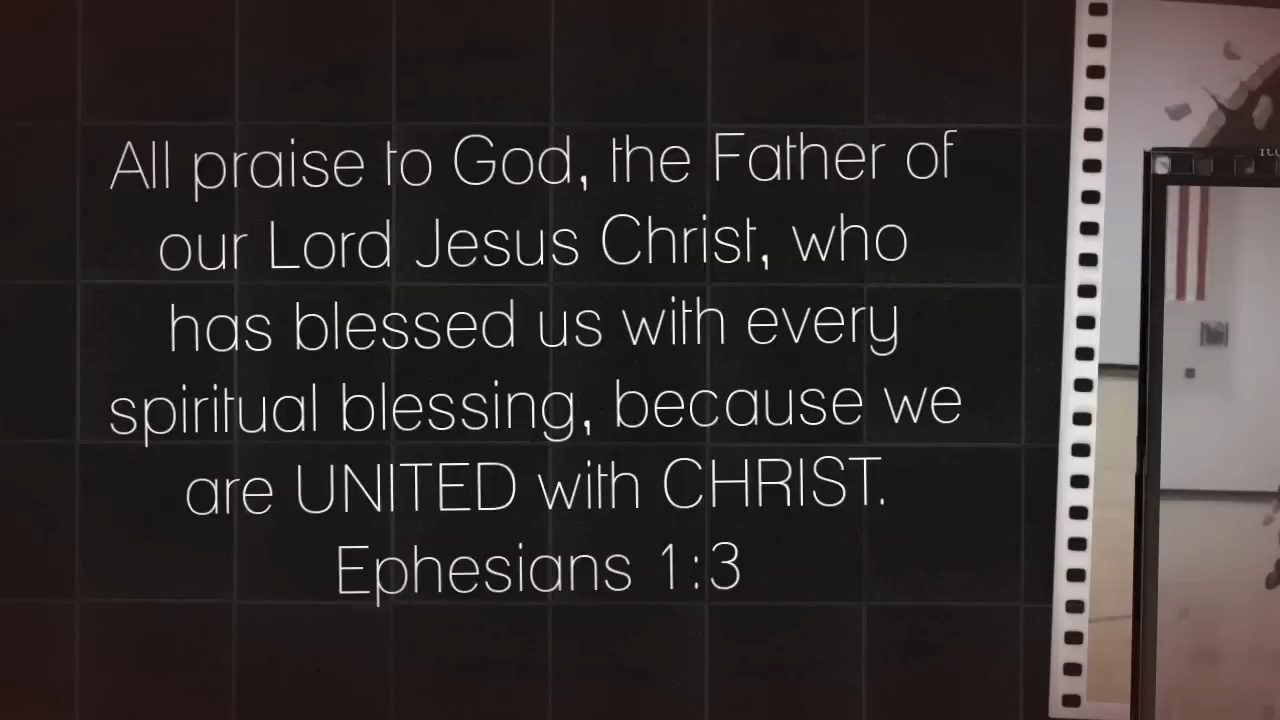 All praise to God, the Father of
our Lord Jesus Christ, who
has blessed us with every
spiritual blessing, because we
are UNITED with CHRIST.
Ephesians 1:3